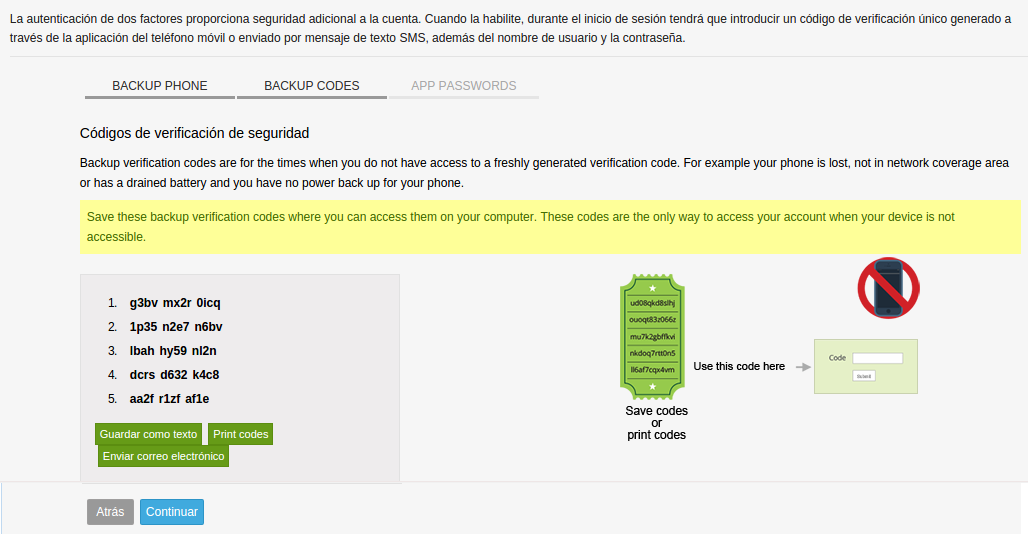 La autenticación de dos factores proporciona seguridad adicional a la cuenta. Cuando la habilite, durante el inicio de sesión tendrá que introducir un código de verificación único generado a
través de la aplicación del teléfono móvil o enviado por mensaje de texto SMS, además del nombre de usuario y la contraseña.
BACKUP PHONE BACKUP CODES APP PASSWORDS
Códigos de verificación de seguridad
Backup verification codes are for the times when you do not have access to a freshly generated verification code. For example your phone is lost, not in network coverage area
or has a drained battery and you have no power back up for your phone.
Save these backup verification codes where you can access them on your computer. These codes are the only way to access your account when your device is not
accessible.
1. g3bv mx2r 0icq
2. 1p35 n2e7 n6bv
3. lbah hy59 nl2n
4. dcrs d632 k4c8
5. aa2f r1zf af1e
Guardar como texto Print codes
Enviar correo electrónico
ud08qkd8slhj
ouoqt83z066z
mu7k2gbffkvi
nkdoq7rtt0n5
ll6af7cqx4vm
Save codes
or
print codes
Use this code here
Code
Submit
Atrás Continuar